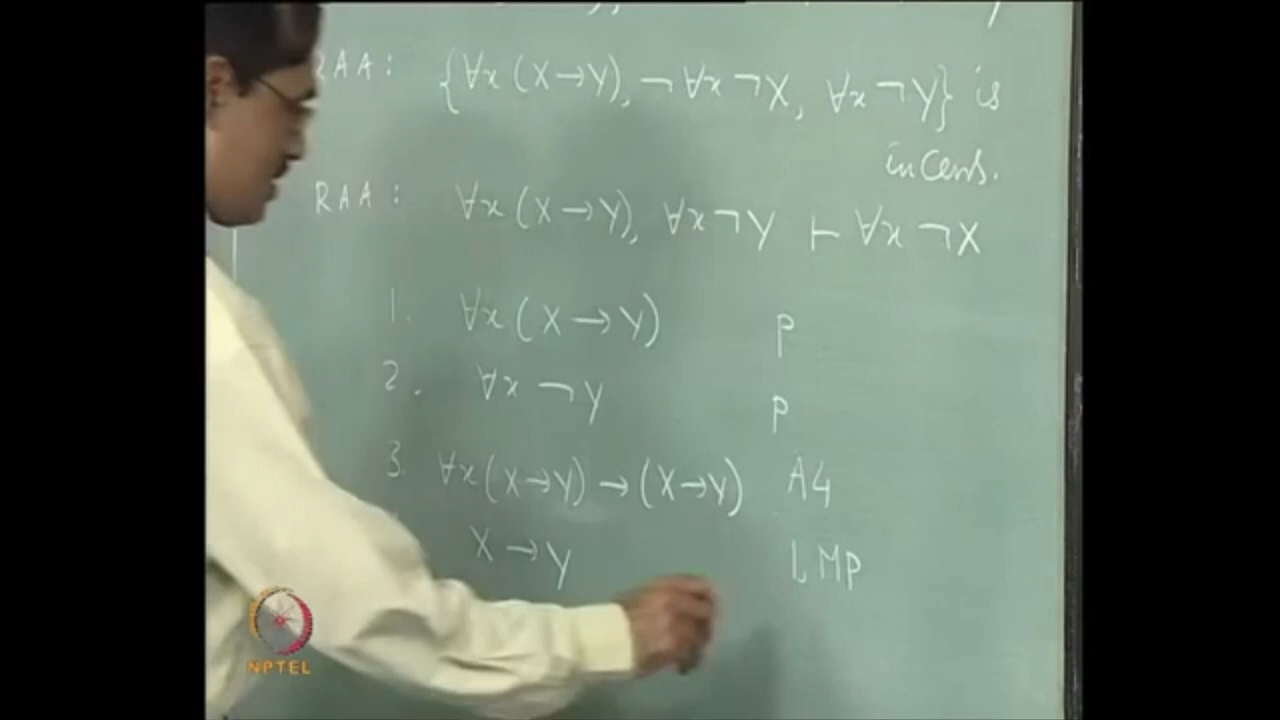 RAA: {∀x(X→Y), ¬∀x¬X, ∀x¬Y} is
incons.
RAA: ∀x(X→Y), ∀x¬Y ⊢ ∀x¬X
1. ∀x(X→Y) P
2. ∀x¬Y P
3. ∀x(X→Y)→(X→Y) A4
X→Y 1, MP
NPTEL